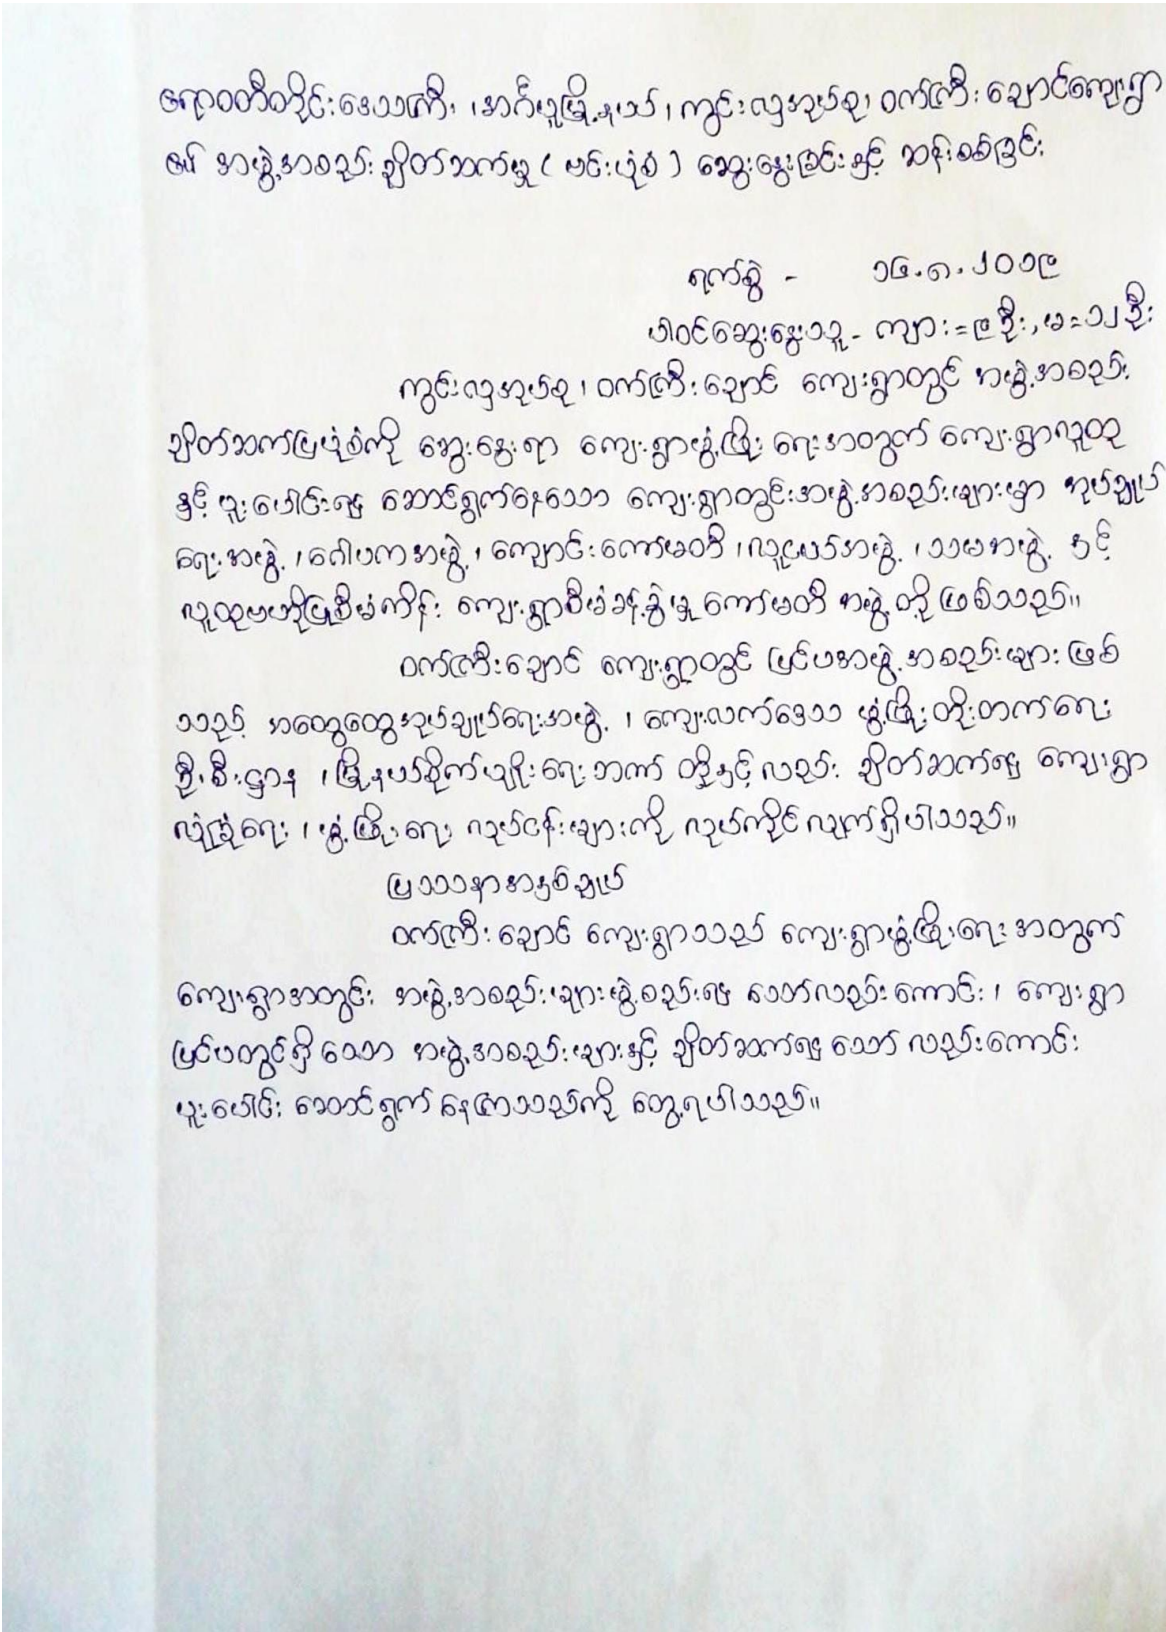 ဧရာဝတီတိုင်းဒေသကြီး ၊ အင်္ဂပူမြို့နယ် ၊ ကွင်းလှအုပ်စု ၊ ဝက်ကြီးချောင်ကျေးရွာ
၏ အဖွဲ့အစည်းချိတ်ဆက်မှု ( ဗင်းပုံစံ ) ဆွေးနွေးခြင်းနှင့် ဆန်းစစ်ခြင်း
ရက်စွဲ - ၁၆.၈.၂၀၁၉
ပါဝင်ဆွေးနွေးသူ - ကျား = ၉ဦး , မ = ၁၂ဦး
ကွင်းလှအုပ်စု ၊ ဝက်ကြီးချောင် ကျေးရွာတွင် အဖွဲ့အစည်း
ချိတ်ဆက်ပြပုံစံကို ဆွေးနွေးရာ ကျေးရွာဖွံ့ဖြိုးရေးအတွက် ကျေးရွာလူထု
နှင့် ပူးပေါင်း၍ ဆောင်ရွက်နေသော ကျေးရွာတွင်းအဖွဲ့အစည်းများမှာ အုပ်ချုပ်
ရေးအဖွဲ့ ၊ ဂေါပကအဖွဲ့ ၊ ကျောင်းကော်မတီ ၊ လူငယ်အဖွဲ့ ၊ သမအဖွဲ့ နှင့်
လူထုဗဟိုပြုစီမံကိန်း ကျေးရွာစီမံခန့်ခွဲမှု ကော်မတီ အဖွဲ့တို့ ဖြစ်သည်။
ဝက်ကြီးချောင် ကျေးရွာတွင် ပြင်ပအဖွဲ့အစည်းများ ဖြစ်
သည့် အထွေထွေအုပ်ချုပ်ရေးအဖွဲ့ ၊ ကျေးလက်ဒေသ ဖွံ့ဖြိုးတိုးတက်ရေး
ဦးစီးဌာန ၊ မြို့နယ်စိုက်ပျိုးရေးဘဏ် တို့နှင့်လည်း ချိတ်ဆက်၍ ကျေးရွာ
လုံခြုံရေး ၊ ဖွံ့ဖြိုးရေး လုပ်ငန်းများကို လုပ်ကိုင်လျက်ရှိပါသည်။
ပြဿနာအနှစ်ချုပ်
ဝက်ကြီးချောင် ကျေးရွာသည် ကျေးရွာဖွံ့ဖြိုးရေး အတွက်
ကျေးရွာအတွင်း အဖွဲ့အစည်းများဖွဲ့စည်း၍ သော်လည်းကောင်း ၊ ကျေးရွာ
ပြင်ပတွင်ရှိသော အဖွဲ့အစည်းများနှင့် ချိတ်ဆက်၍ သော်လည်းကောင်း
ပူးပေါင်း ဆောင်ရွက် နေကြသည်ကို တွေ့ရပါသည်။